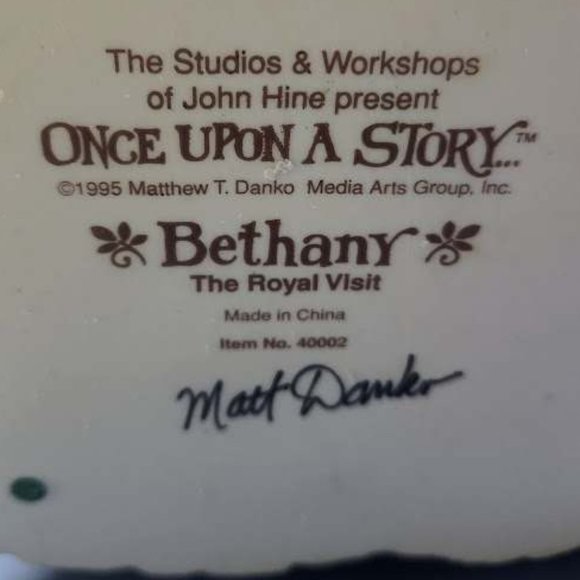 The Studios & Workshops
of John Hine present
ONCE UPON A STORY...™
©1995 Matthew T. Danko Media Arts Group, Inc.
Bethany
The Royal Visit
Made in China
Item No. 40002
Matt Danko